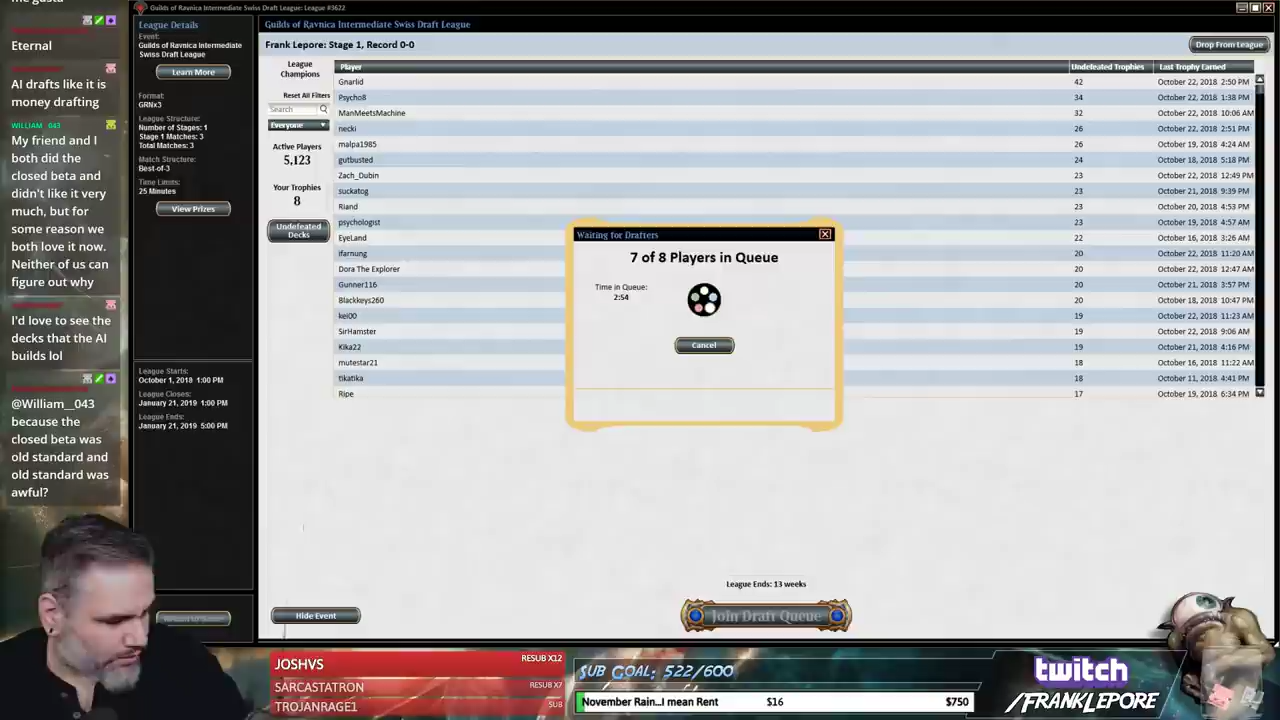 Guilds of Ravnica Intermediate Swiss Draft League: League #3622
Eternal
AI drafts like it is
money drafting
WILLIAM_043
My friend and I
both did the
closed beta and
didn't like it very
much, but for
some reason we
both love it now.
Neither of us can
figure out why
I'd love to see the
decks that the AI
builds lol
@William__043
because the
closed beta was
old standard and
old standard was
awful?
League Details
Event:
Guilds of Ravnica Intermediate
Swiss Draft League
Learn More
Format:
GRNx3
League Structure:
Number of Stages: 1
Stage 1 Matches: 3
Total Matches: 3
Match Structure:
Best-of-3
Time Limits:
25 Minutes
View Prizes
League Starts:
October 1, 2018 1:00 PM
League Closes:
January 21, 2019 1:00 PM
League Ends:
January 21, 2019 5:00 PM
Guilds of Ravnica Intermediate Swiss Draft League
Frank Lepore: Stage 1, Record 0-0
Drop From League
League
Champions
Reset All Filters
Search
Everyone
Active Players
5,123
Your Trophies
8
Undefeated
Decks
Player Undefeated Trophies Last Trophy Earned
Gnarlid 42 October 22, 2018 2:50 PM
Psycho8 34 October 22, 2018 1:38 PM
ManMeetsMachine 32 October 22, 2018 10:06 AM
necki 26 October 22, 2018 2:51 PM
malpa1985 26 October 19, 2018 4:24 AM
gutbusted 24 October 18, 2018 5:18 PM
Zach_Dubin 23 October 22, 2018 12:49 PM
suckatog 23 October 21, 2018 9:39 PM
Riand 23 October 20, 2018 4:53 PM
psychologist 23 October 19, 2018 4:57 AM
EyeLand 22 October 16, 2018 3:26 AM
ifarnung 20 October 22, 2018 11:20 AM
Dora The Explorer 20 October 22, 2018 12:47 AM
Gunner116 20 October 21, 2018 3:57 PM
Blackkeys260 20 October 18, 2018 10:47 PM
kei00 19 October 22, 2018 11:23 AM
SirHamster 19 October 22, 2018 9:06 AM
Kika22 19 October 21, 2018 4:16 PM
mutestar21 18 October 16, 2018 11:22 AM
tikatika 18 October 11, 2018 4:41 PM
Ripe 17 October 19, 2018 6:34 PM
Waiting for Drafters
7 of 8 Players in Queue
Time in Queue:
2:54
Cancel
League Ends: 13 weeks
Hide Event
Join Draft Queue
JOSHVS RESUB X12
SARCASTATRON RESUB X7
TROJANRAGE1 SUB
SUB GOAL: 522/600
November Rain...I mean Rent $16 $750
twitch
/FRANKLEPORE